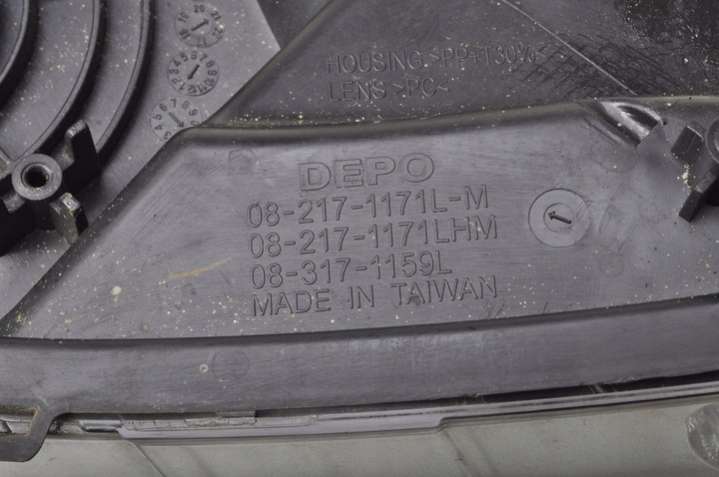 HOUSING >PP+T30%<
LENS >PC<
DEPO
08-217-1171L-M
08-217-1171LHM
08-317-1159L
MADE IN TAIWAN